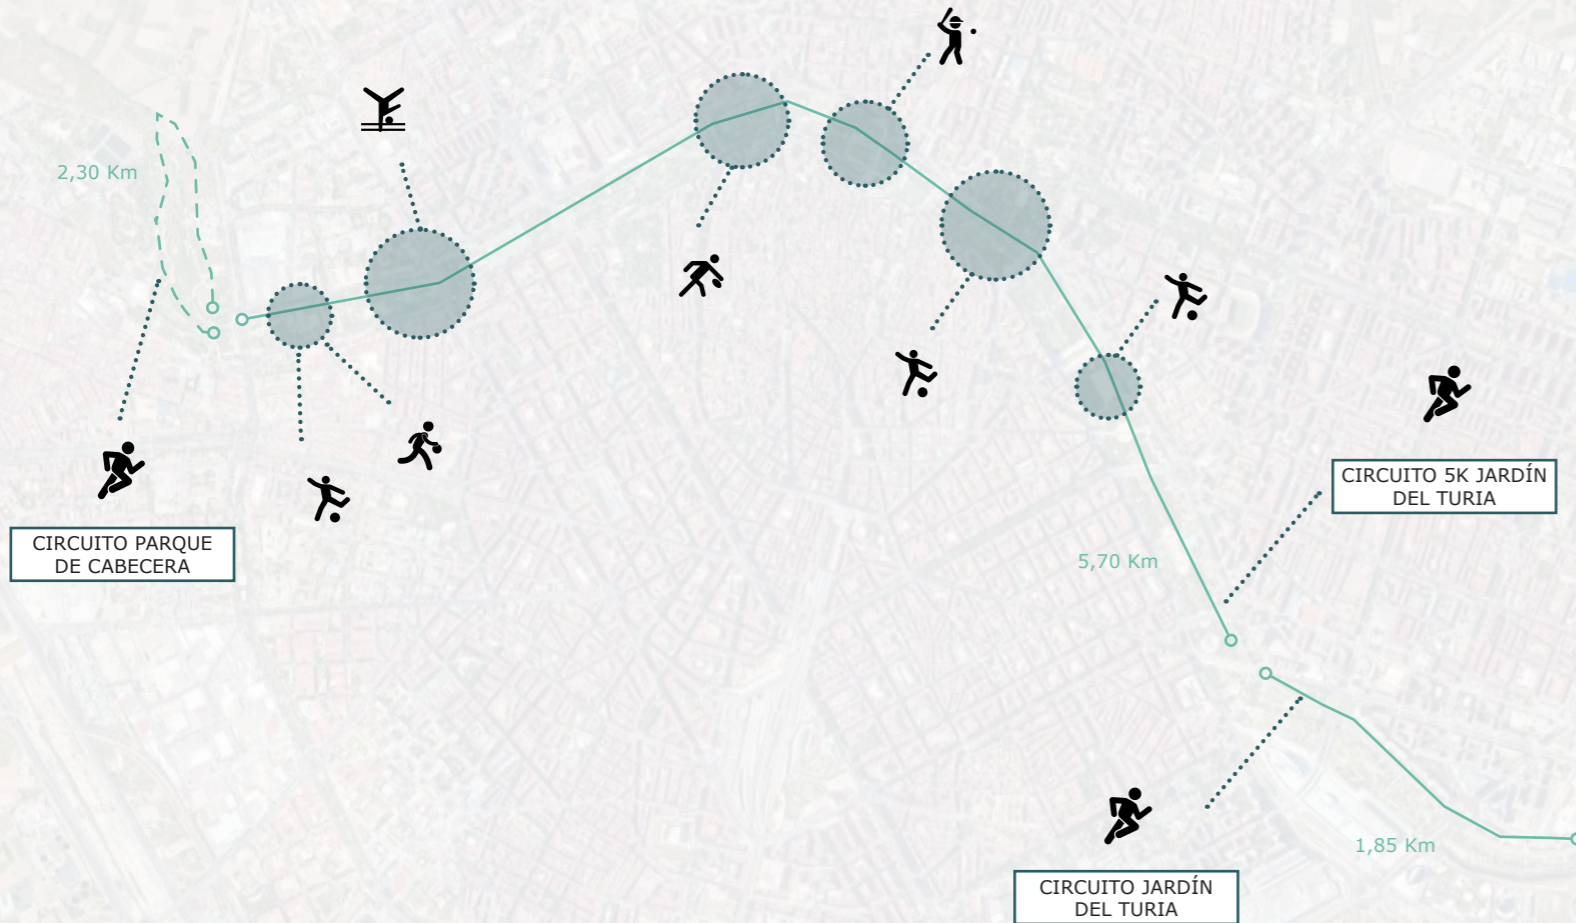 2,30 Km
CIRCUITO PARQUE
DE CABECERA
CIRCUITO 5K JARDÍN
DEL TURIA
5,70 Km
1,85 Km
CIRCUITO JARDÍN
DEL TURIA